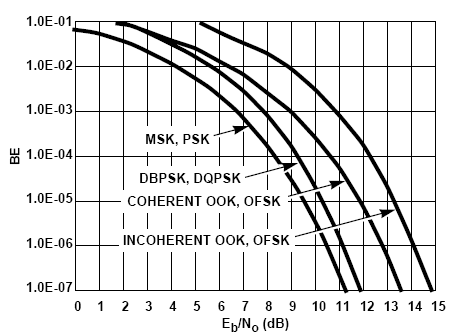 1.0E-01
1.0E-02
1.0E-03
1.0E-04
1.0E-05
1.0E-06
1.0E-07
BE
MSK, PSK
DBPSK, DQPSK
COHERENT OOK, OFSK
INCOHERENT OOK, OFSK
0 1 2 3 4 5 6 7 8 9 10 11 12 13 14 15
Eb/No (dB)